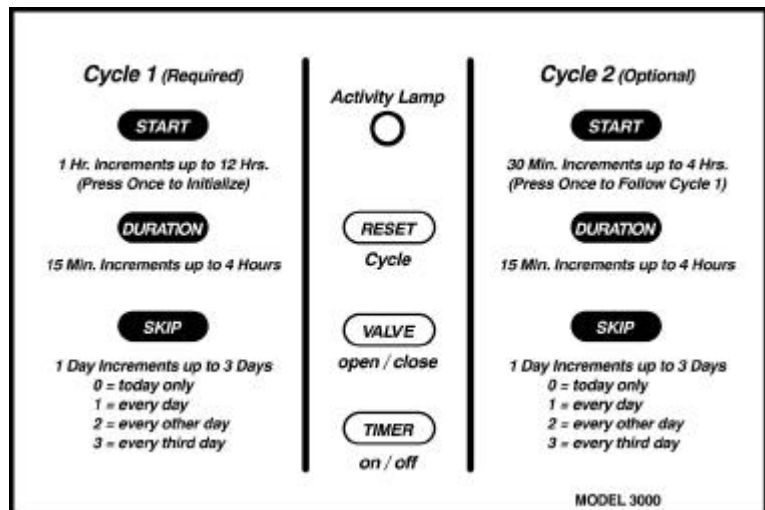 Cycle 1 (Required)
START
1 Hr. Increments up to 12 Hrs.
(Press Once to Initialize)
DURATION
15 Min. Increments up to 4 Hours
SKIP
1 Day Increments up to 3 Days
0 = today only
1 = every day
2 = every other day
3 = every third day
Activity Lamp
RESET
Cycle
VALVE
open / close
TIMER
on / off
Cycle 2 (Optional)
START
30 Min. Increments up to 4 Hrs.
(Press Once to Follow Cycle 1)
DURATION
15 Min. Increments up to 4 Hours
SKIP
1 Day Increments up to 3 Days
0 = today only
1 = every day
2 = every other day
3 = every third day
MODEL 3000